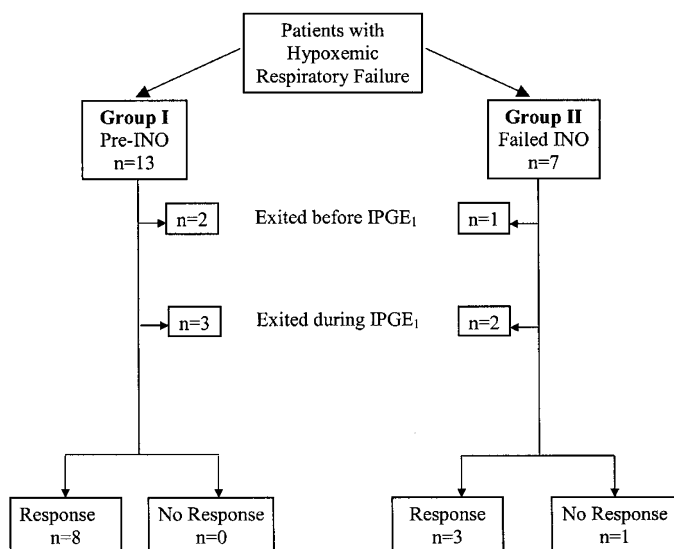 Patients with
Hypoxemic
Respiratory Failure
Group I
Pre-INO
n=13
Group II
Failed INO
n=7
n=2
Exited before IPGE₁
n=1
n=3
Exited during IPGE₁
n=2
Response
n=8
No Response
n=0
Response
n=3
No Response
n=1